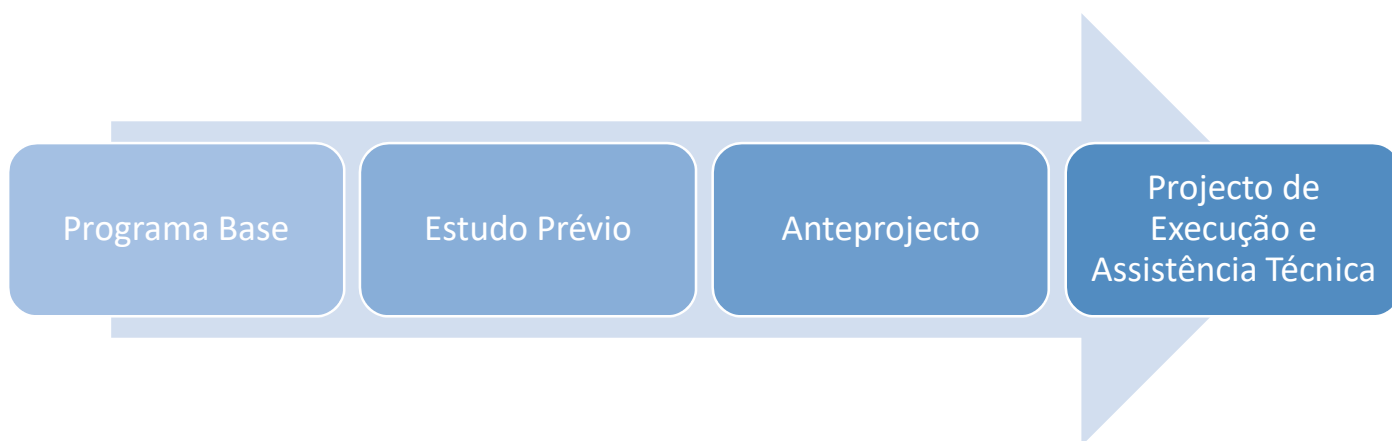 Programa Base
Estudo Prévio
Anteprojecto
Projecto de
Execução e
Assistência Técnica